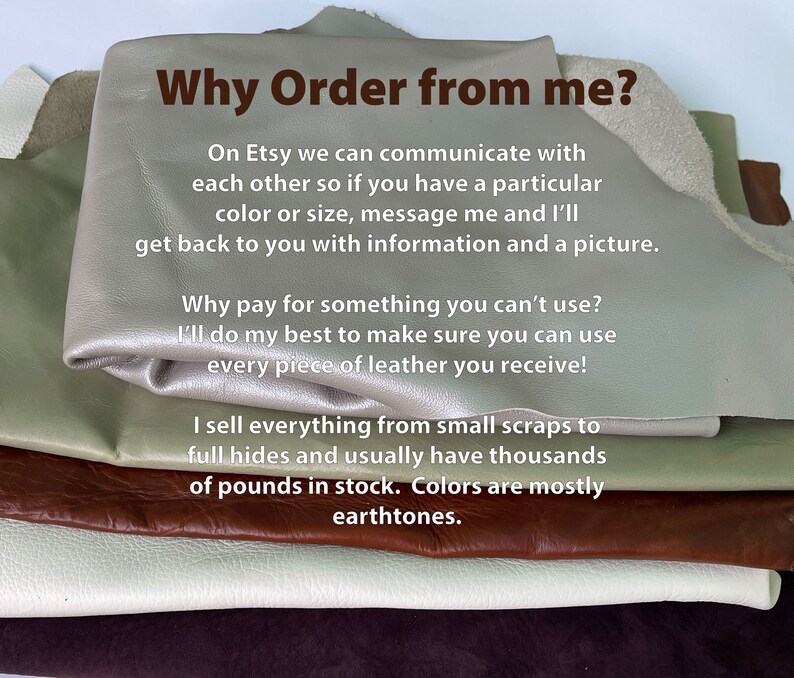 Why Order from me?
On Etsy we can communicate with
each other so if you have a particular
color or size, message me and I’ll
get back to you with information and a picture.
Why pay for something you can’t use?
I’ll do my best to make sure you can use
every piece of leather you receive!
I sell everything from small scraps to
full hides and usually have thousands
of pounds in stock.  Colors are mostly
earthtones.